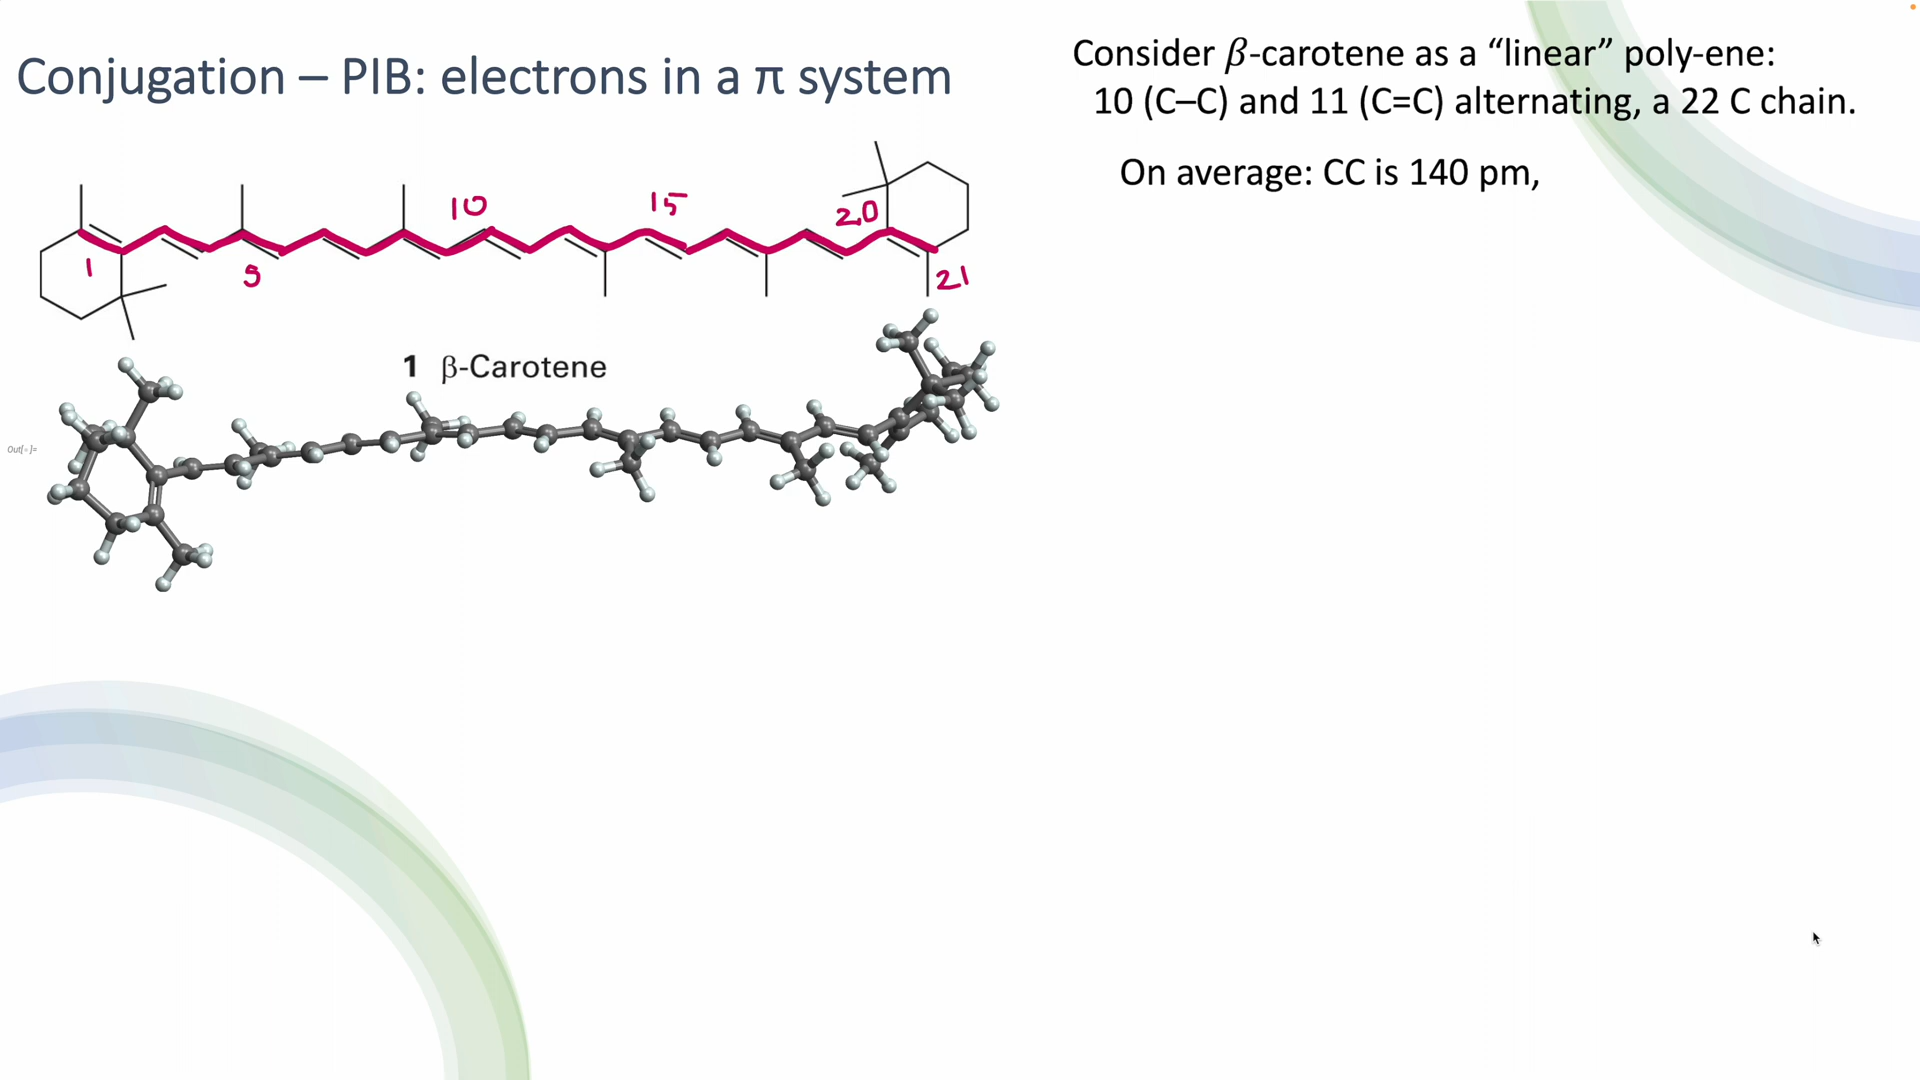 Conjugation – PIB: electrons in a π system
Consider β-carotene as a “linear” poly-ene:
10 (C–C) and 11 (C=C) alternating, a 22 C chain.
On average: CC is 140 pm,
10
15
20
1
5
21
1 β-Carotene
Out[-]=